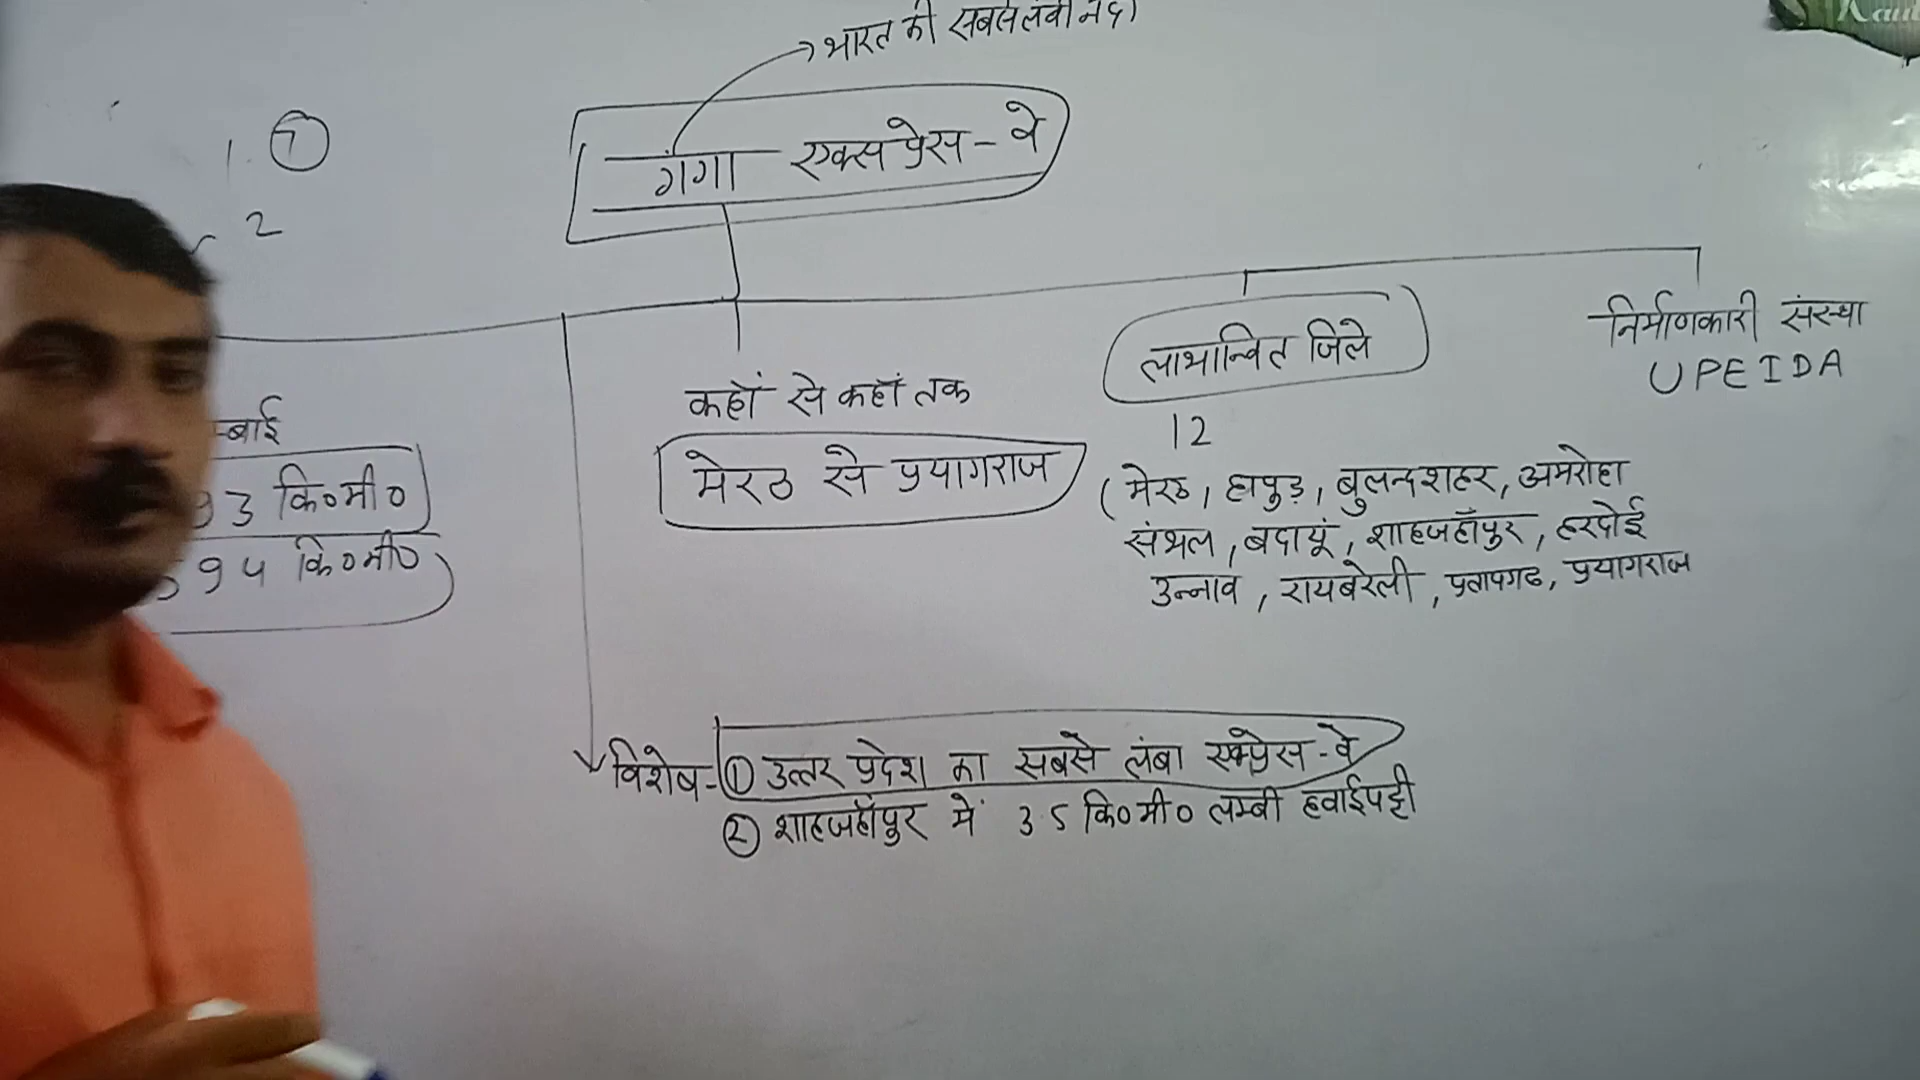 भारत की सबसे लंबी नदी
1. 7
2
गंगा एक्सप्रेस-वे
निर्माणकारी संस्था
UPEIDA
लाभान्वित जिले
12
(मेरठ, हापुड़, बुलन्दशहर, अमरोहा
संभल, बदायूं, शाहजहाँपुर, हरदोई
उन्नाव, रायबरेली, प्रतापगढ, प्रयागराज
कहाँ से कहाँ तक
मेरठ से प्रयागराज
बाई
93 कि०मी०
594 कि०मी०
विशेष-① उत्तर प्रदेश का सबसे लंबा एक्प्रेस-वे
② शाहजहाँपुर में 3.5 कि०मी० लम्बी हवाईपट्टी